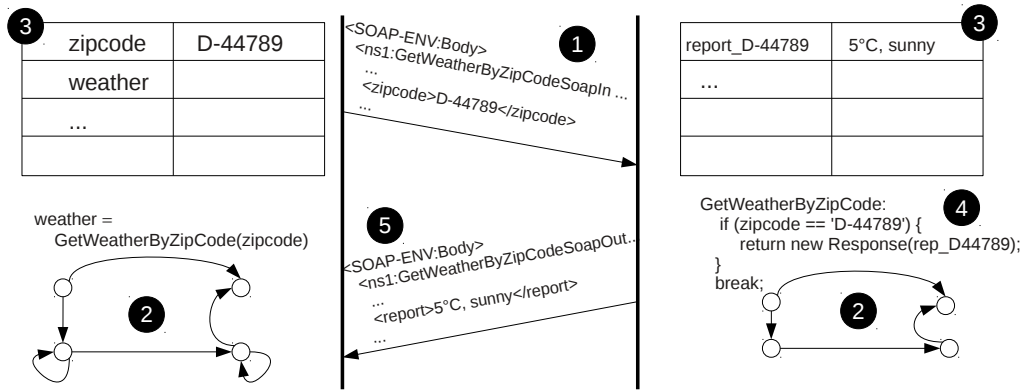 3
zipcode D-44789
weather
...
weather =
GetWeatherByZipCode(zipcode)
2
<SOAP-ENV:Body>
1
<ns1:GetWeatherByZipCodeSoapIn ...
...
<zipcode>D-44789</zipcode>
...
5
<SOAP-ENV:Body>
<ns1:GetWeatherByZipCodeSoapOut...
...
<report>5°C, sunny</report>
...
3
report_D-44789 5°C, sunny
...
GetWeatherByZipCode:
4
if (zipcode == 'D-44789') {
return new Response(rep_D44789);
}
break;
2